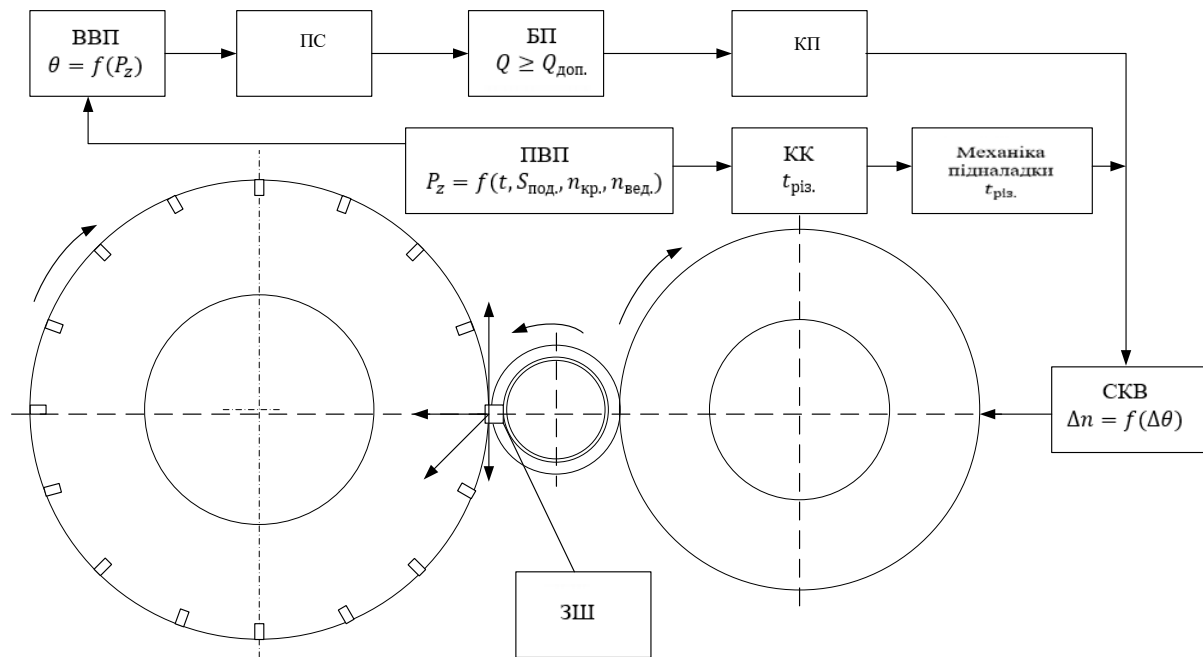 ВВП
θ = f(P_z)
ПС
БП
Q ≥ Q_доп.
КП
ПВП
P_z = f(t, S_под., n_кр., n_вед.)
КК
t_різ.
Механіка
підналадки
t_різ.
СКВ
Δn = f(Δθ)
ЗШ